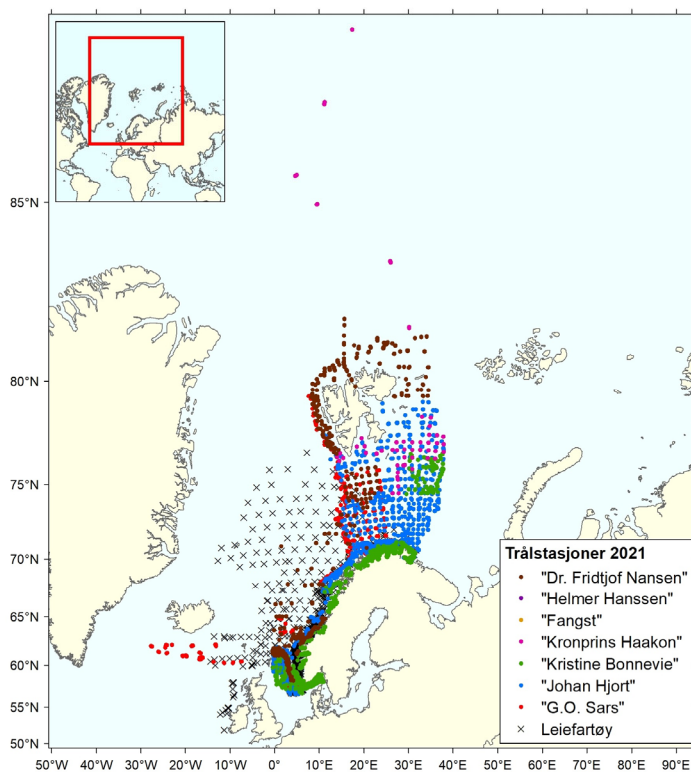 85°N
80°N
75°N
70°N
65°N
60°N
55°N
50°N
Trålstasjoner 2021
"Dr. Fridtjof Nansen"
"Helmer Hanssen"
"Fangst"
"Kronprins Haakon"
"Kristine Bonnevie"
"Johan Hjort"
"G.O. Sars"
Leiefartøy
50°W 40°W 30°W 20°W 10°W 0°E 10°E 20°E 30°E 40°E 50°E 60°E 70°E 80°E 90°E